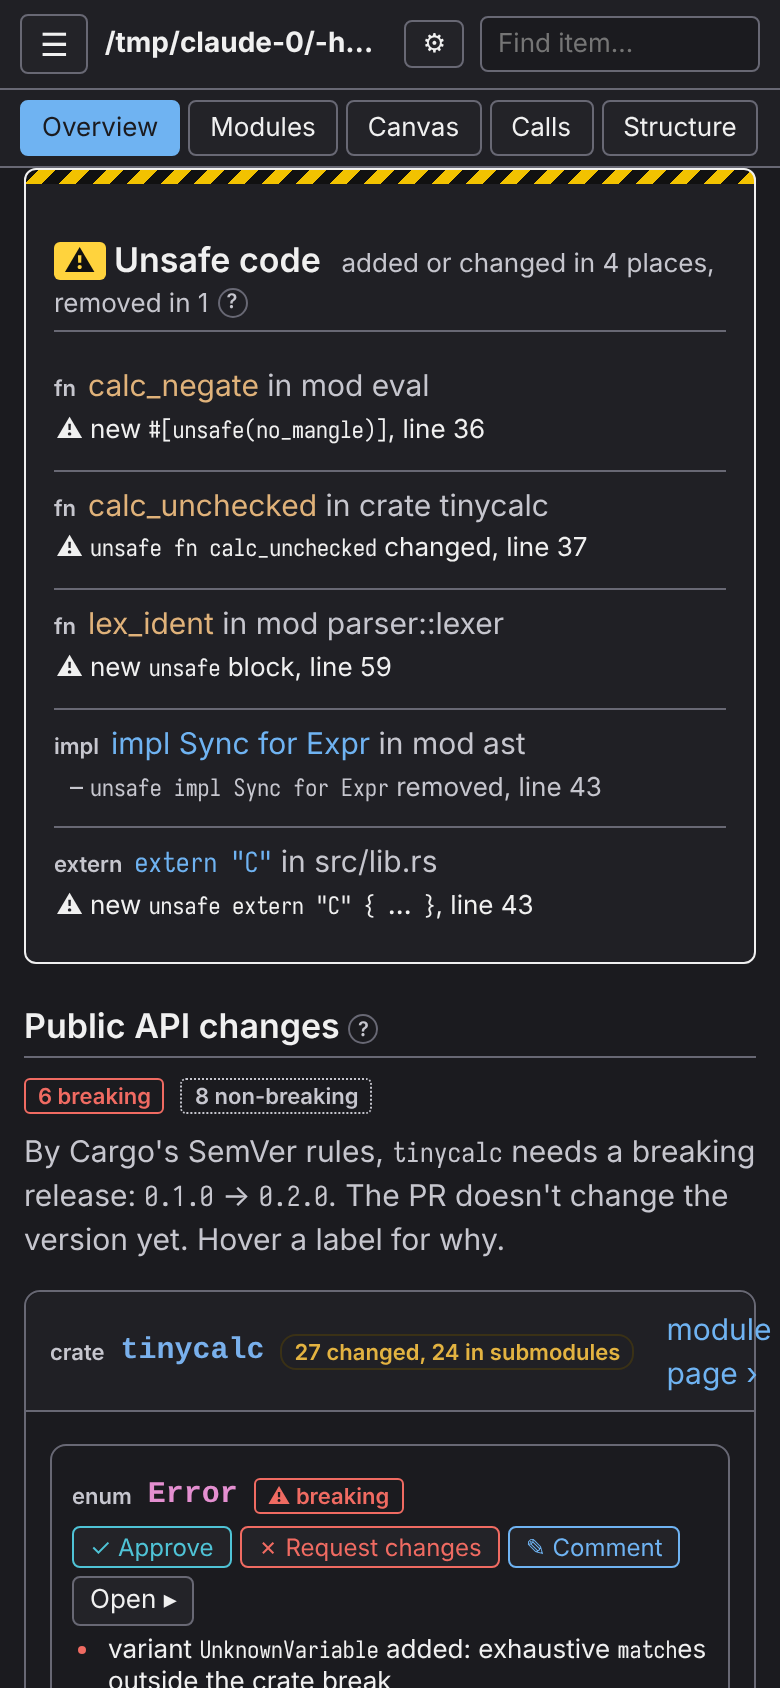 ☰ /tmp/claude-0/-h... ⚙ Find item...
Overview Modules Canvas Calls Structure
⚠ Unsafe code added or changed in 4 places,
removed in 1 ?
fn calc_negate in mod eval
⚠ new #[unsafe(no_mangle)], line 36
fn calc_unchecked in crate tinycalc
⚠ unsafe fn calc_unchecked changed, line 37
fn lex_ident in mod parser::lexer
⚠ new unsafe block, line 59
impl impl Sync for Expr in mod ast
− unsafe impl Sync for Expr removed, line 43
extern extern "C" in src/lib.rs
⚠ new unsafe extern "C" { … }, line 43
Public API changes ?
6 breaking 8 non-breaking
By Cargo's SemVer rules, tinycalc needs a breaking
release: 0.1.0 → 0.2.0. The PR doesn't change the
version yet. Hover a label for why.
crate tinycalc 27 changed, 24 in submodules module
page ›
enum Error ⚠ breaking
✓ Approve × Request changes ✎ Comment
Open ▸
• variant UnknownVariable added: exhaustive matches
outside the crate break